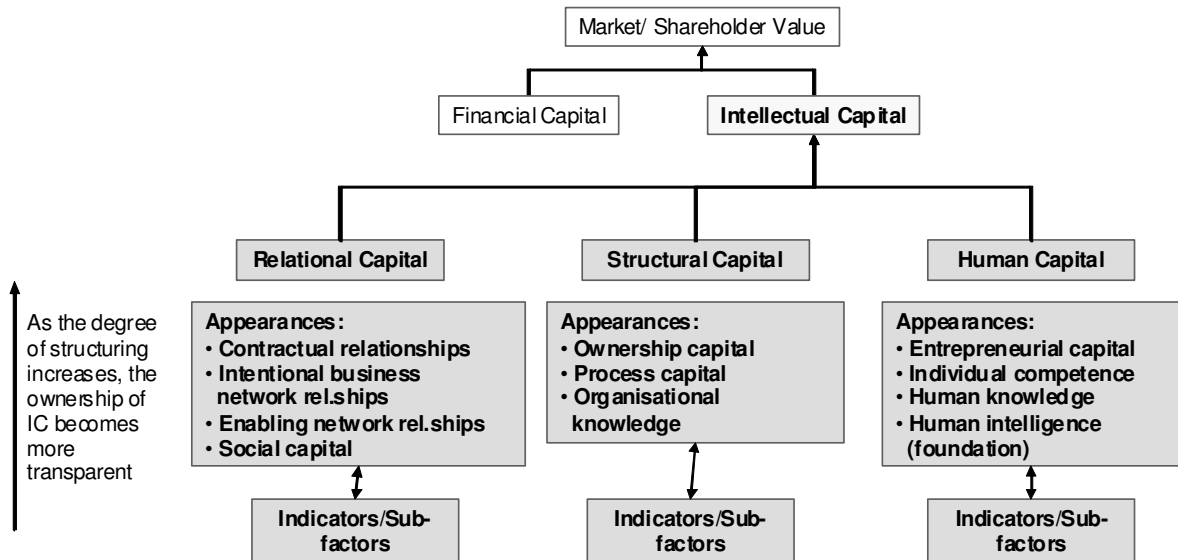 Market/ Shareholder Value
Financial Capital
Intellectual Capital
Relational Capital
Structural Capital
Human Capital
As the degree
of structuring
increases, the
ownership of
IC becomes
more
transparent
Appearances:
• Contractual relationships
• Intentional business
network rel.ships
• Enabling network rel.ships
• Social capital
Appearances:
• Ownership capital
• Process capital
• Organisational
knowledge
Appearances:
• Entrepreneurial capital
• Individual competence
• Human knowledge
• Human intelligence
(foundation)
Indicators/Sub-
factors
Indicators/Sub-
factors
Indicators/Sub-
factors